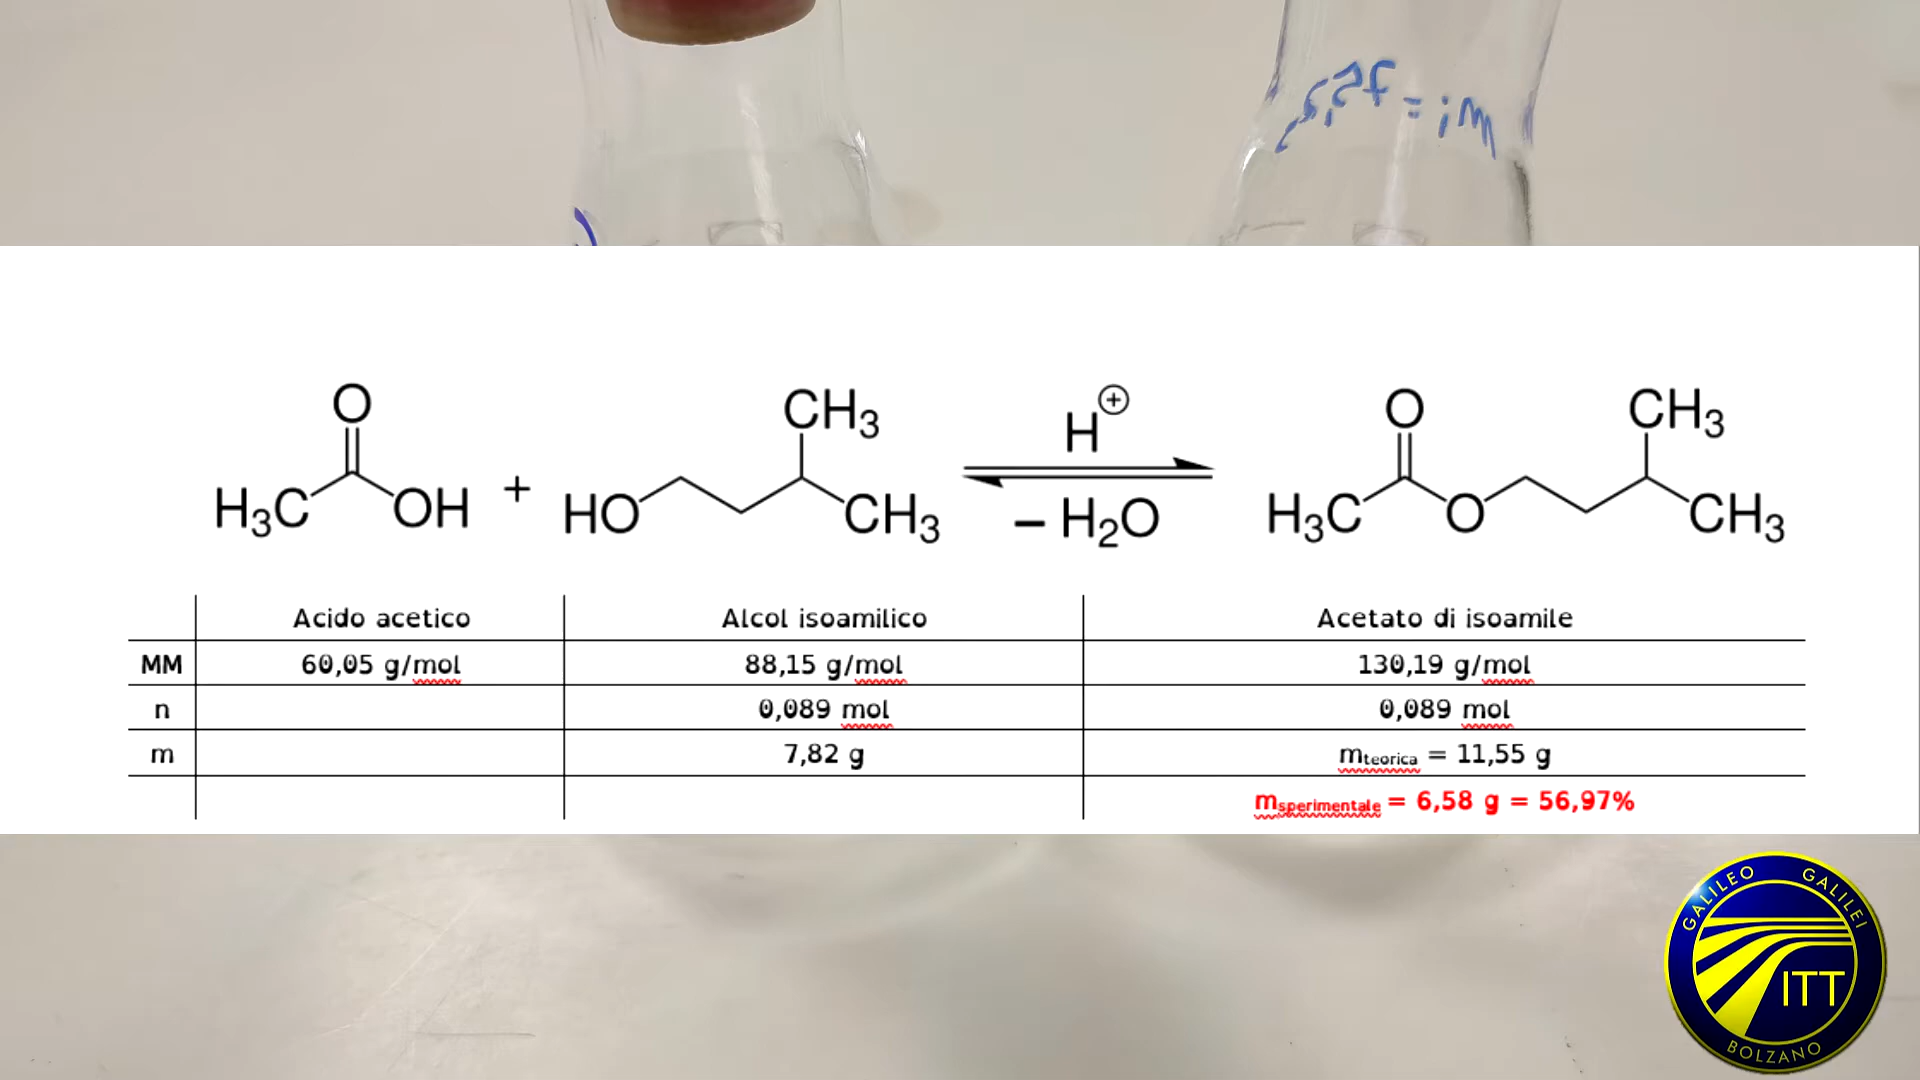 O
CH3
H⊕
O
CH3
H3C OH + HO CH3
– H2O
H3C O CH3
Acido acetico Alcol isoamilico Acetato di isoamile
MM 60,05 g/mol 88,15 g/mol 130,19 g/mol
n 0,089 mol 0,089 mol
m 7,82 g mteorica = 11,55 g
msperimentale = 6,58 g = 56,97%
GALILEO GALILEI
ITT
BOLZANO